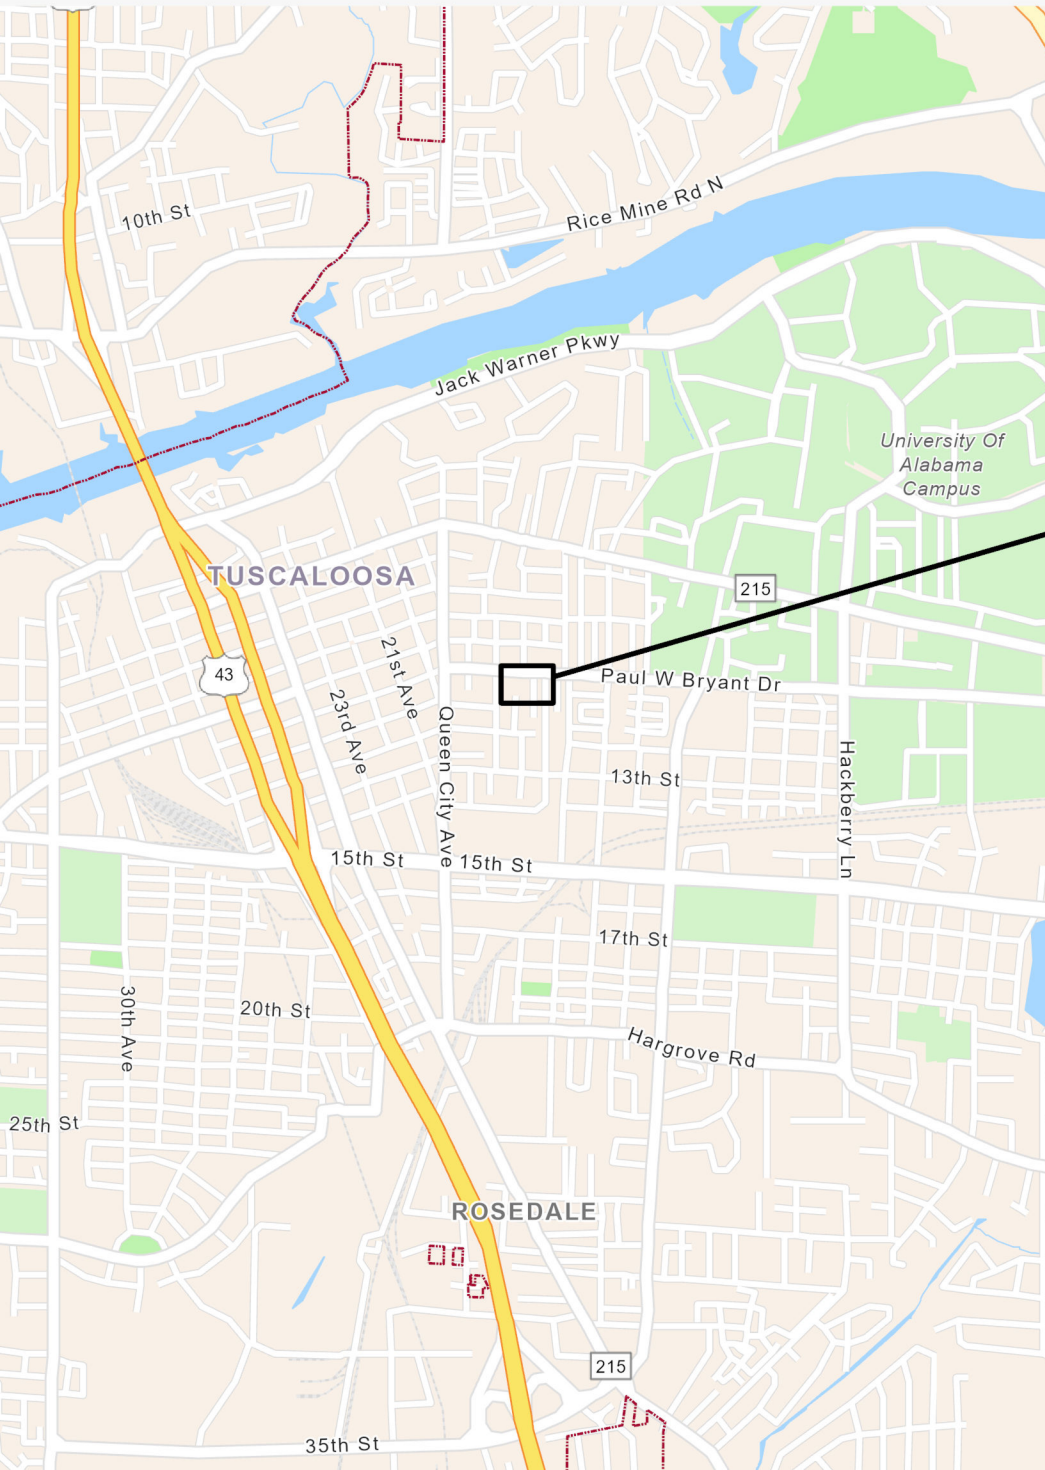 10th St
Rice Mine Rd N
Jack Warner Pkwy
University Of
Alabama
Campus
TUSCALOOSA
215
43
21st Ave
23rd Ave
Queen City Ave
Paul W Bryant Dr
13th St
Hackberry Ln
15th St
15th St
17th St
30th Ave
20th St
Hargrove Rd
25th St
ROSEDALE
215
35th St